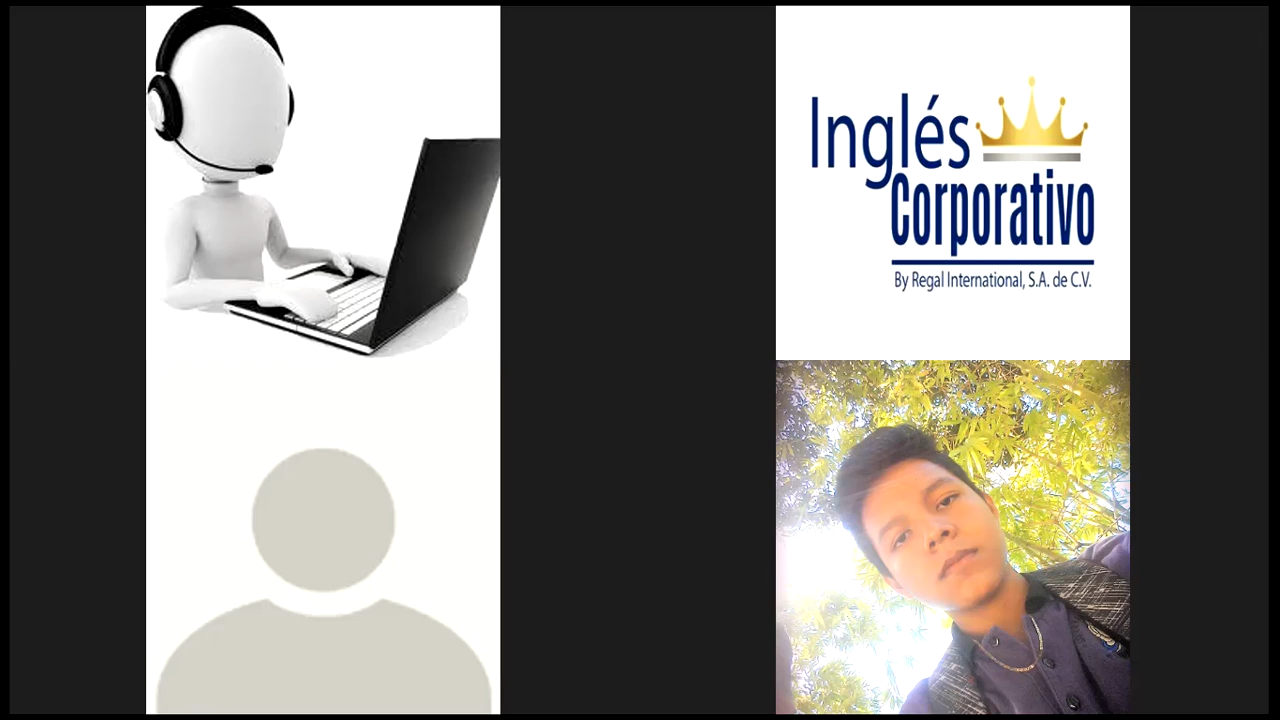 Inglés
Corporativo
By Regal International, S.A. de C.V.